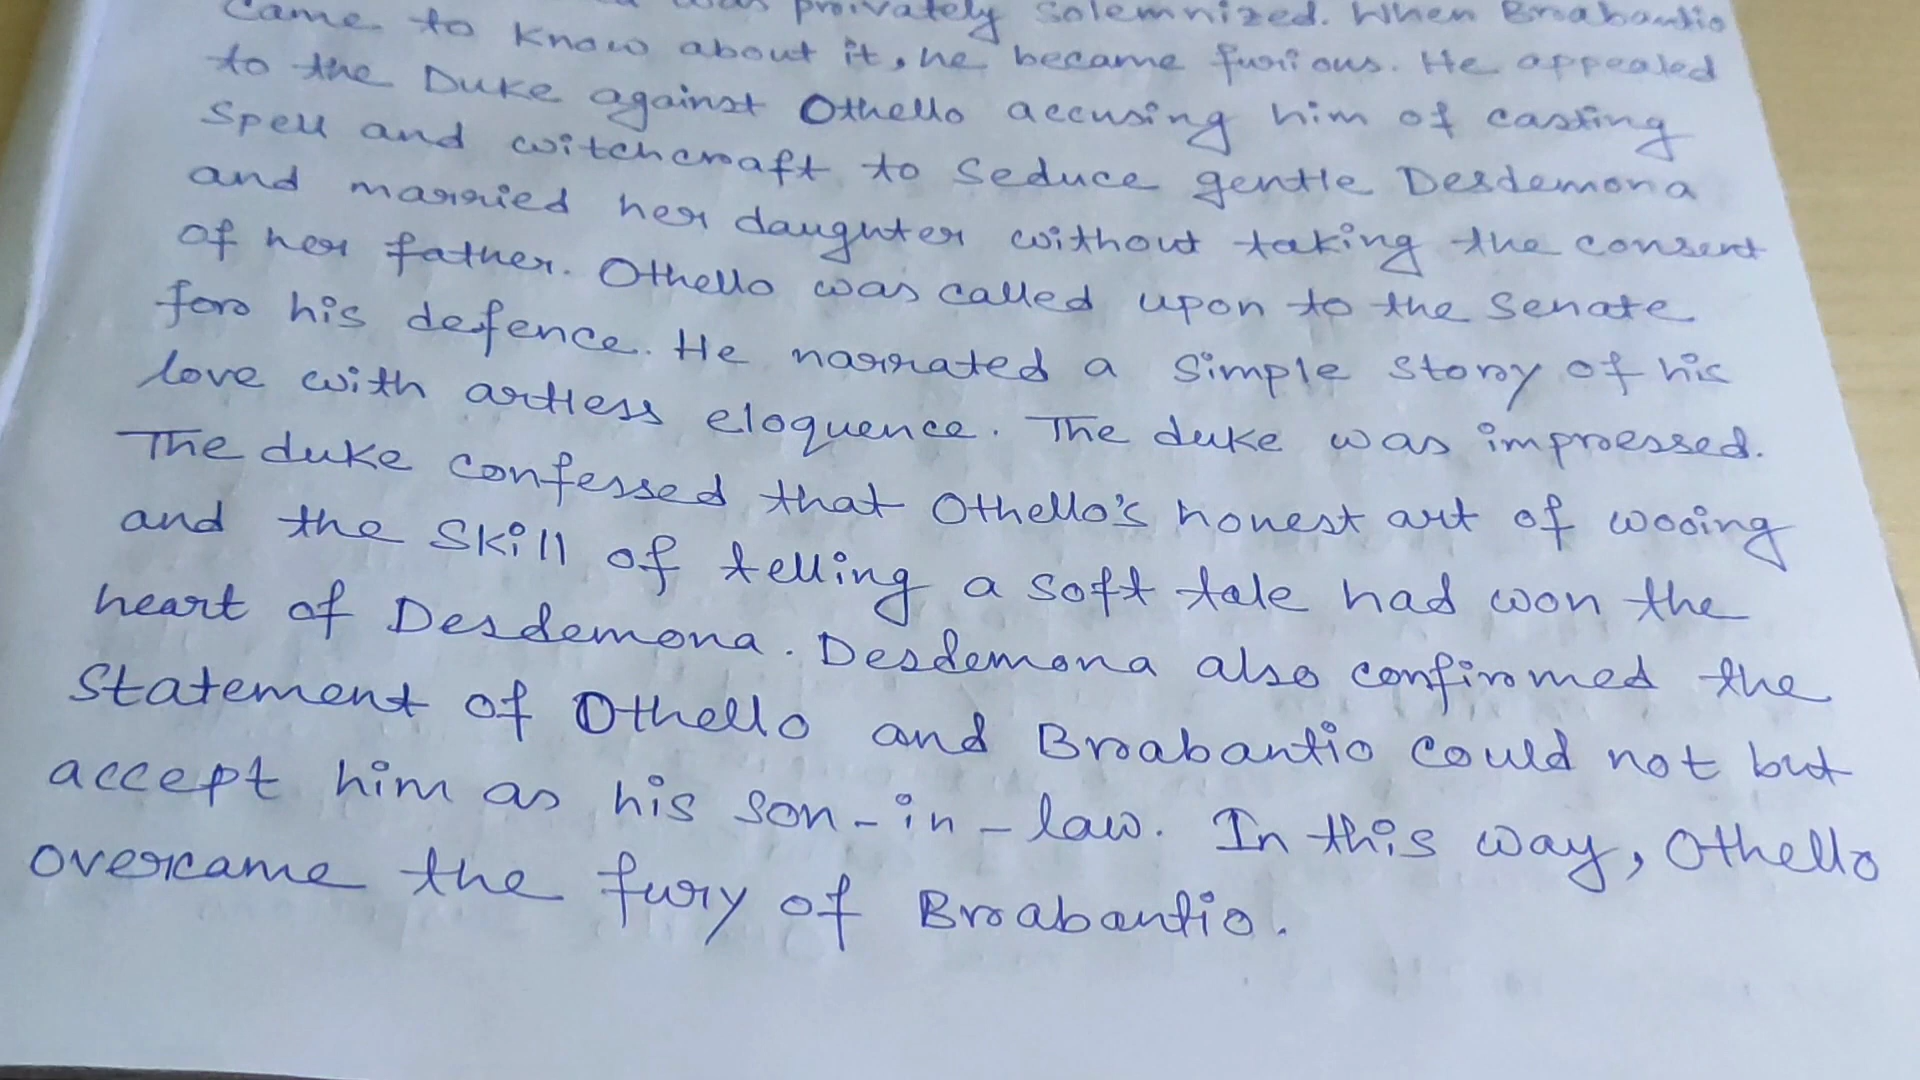 was privately solemnized. When Brabantio
came to know about it, he became furious. He appealed
to the Duke against Othello accusing him of casting
spell and witchcraft to seduce gentle Desdemona
and married her daughter without taking the consent
of her father. Othello was called upon to the Senate
for his defence. He narrated a simple story of his
love with artless eloquence. The duke was impressed.
The duke confessed that Othello's honest art of wooing
and the skill of telling a soft tale had won the
heart of Desdemona. Desdemona also confirmed the
statement of Othello and Brabantio could not but
accept him as his son-in-law. In this way, Othello
overcame the fury of Brabantio.